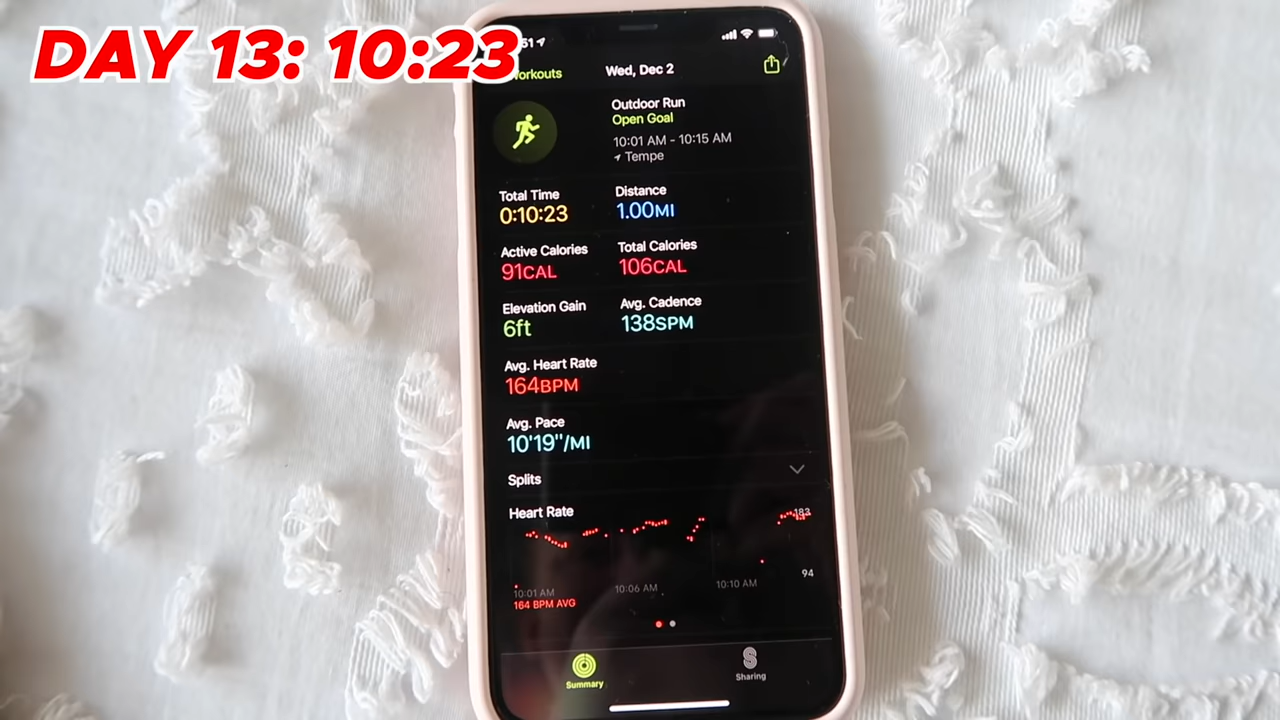 DAY 13: 10:23
Wed, Dec 2
Outdoor Run
Open Goal
10:01 AM - 10:15 AM
Tempe
Total Time
Distance
0:10:23
1.00MI
Active Calories
Total Calories
91CAL
106CAL
Elevation Gain
Avg. Cadence
6ft
138SPM
Avg. Heart Rate
164BPM
Avg. Pace
10'19"/MI
Splits
Heart Rate
183
94
10:01 AM
10:06 AM
10:10 AM
164 BPM AVG
Summary
Sharing